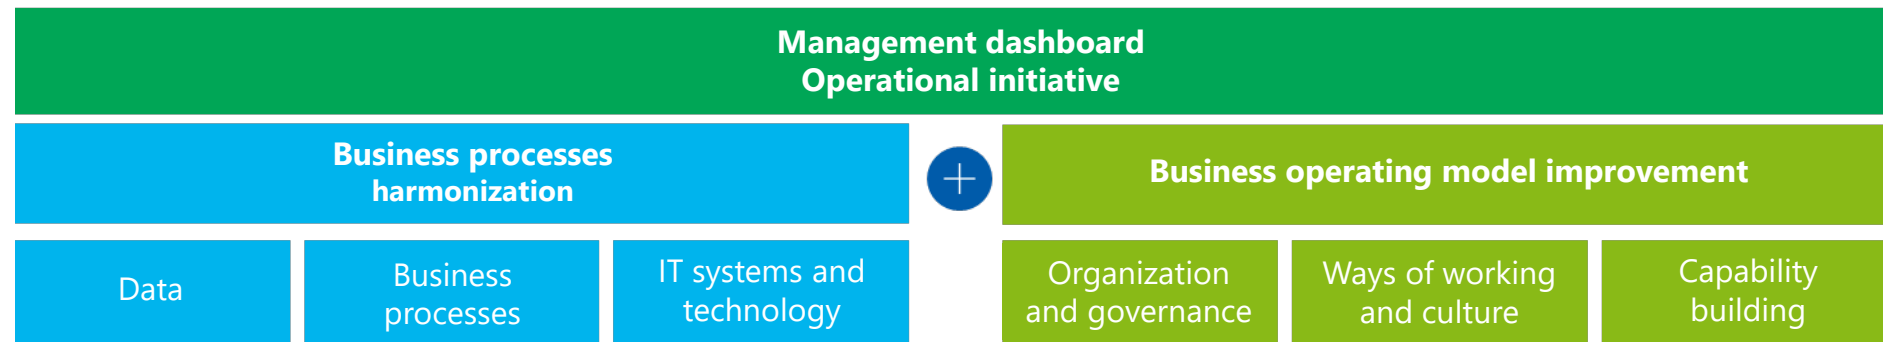 Management dashboard
Operational initiative
Business processes
harmonization
Business operating model improvement
Data
Business
processes
IT systems and
technology
Organization
and governance
Ways of working
and culture
Capability
building